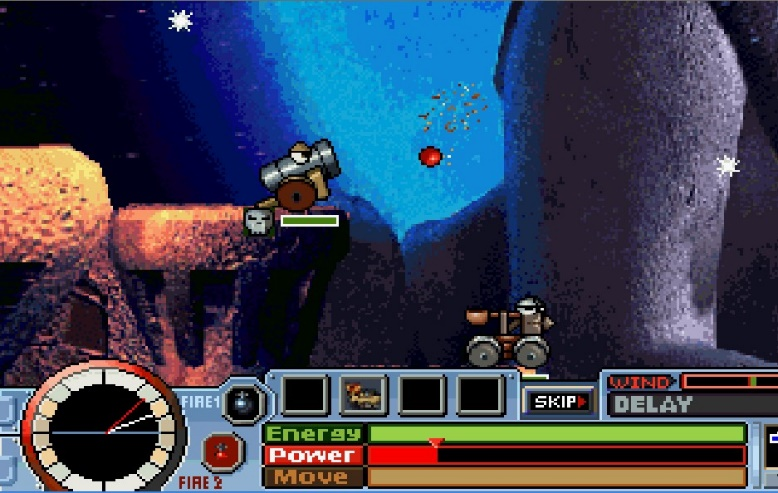 FIRE1
SKIP
WIND
DELAY
Energy
Power
Move
FIRE 2